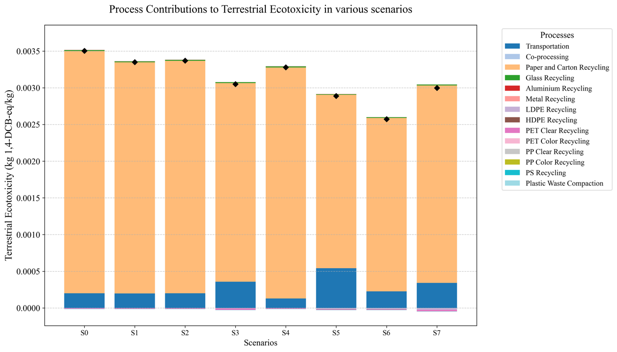 Process Contributions to Terrestrial Ecotoxicity in various scenarios
Terrestrial Ecotoxicity (kg 1,4-DCB-eq/kg)
0.0035
0.0030
0.0025
0.0020
0.0015
0.0010
0.0005
0.0000
S0 S1 S2 S3 S4 S5 S6 S7
Scenarios
Processes
Transportation
Co-processing
Paper and Carton Recycling
Glass Recycling
Aluminium Recycling
Metal Recycling
LDPE Recycling
HDPE Recycling
PET Clear Recycling
PET Color Recycling
PP Clear Recycling
PP Color Recycling
PS Recycling
Plastic Waste Compaction